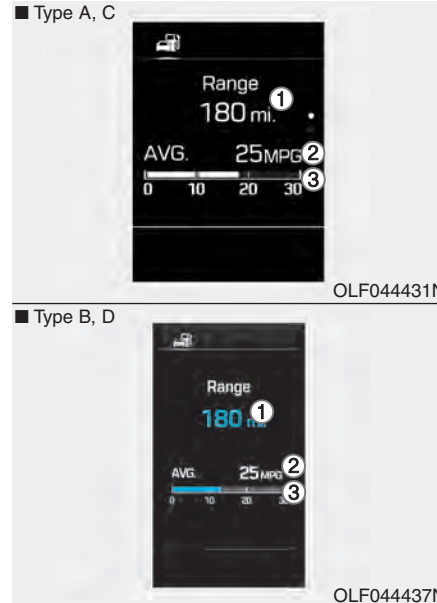 ■ Type A, C
Range
180 mi. ①
AVG. 25MPG ②
③
0 10 20 30
OLF044431N
■ Type B, D
Range
180 ①
AVG. 25MPG ②
③
0 10 20
OLF044437N